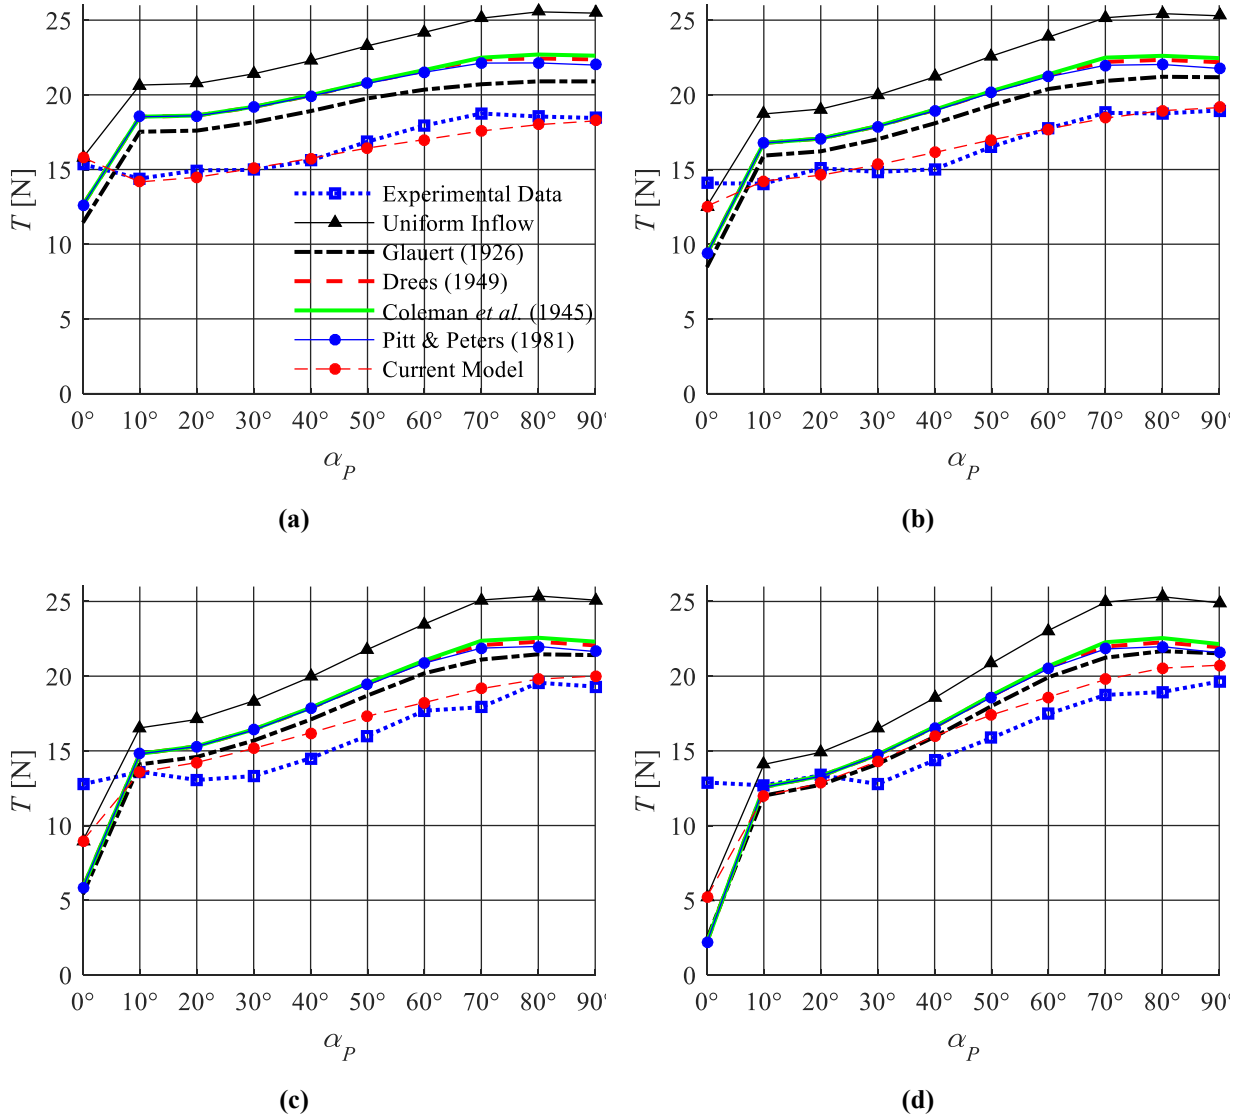 25
20
15
10
5
0
T [N]
0° 10° 20° 30° 40° 50° 60° 70° 80° 90°
α_P
Experimental Data
Uniform Inflow
Glauert (1926)
Drees (1949)
Coleman et al. (1945)
Pitt & Peters (1981)
Current Model
(a)
25
20
15
10
5
0
T [N]
0° 10° 20° 30° 40° 50° 60° 70° 80° 90°
α_P
(b)
25
20
15
10
5
0
T [N]
0° 10° 20° 30° 40° 50° 60° 70° 80° 90°
α_P
(c)
25
20
15
10
5
0
T [N]
0° 10° 20° 30° 40° 50° 60° 70° 80° 90°
α_P
(d)